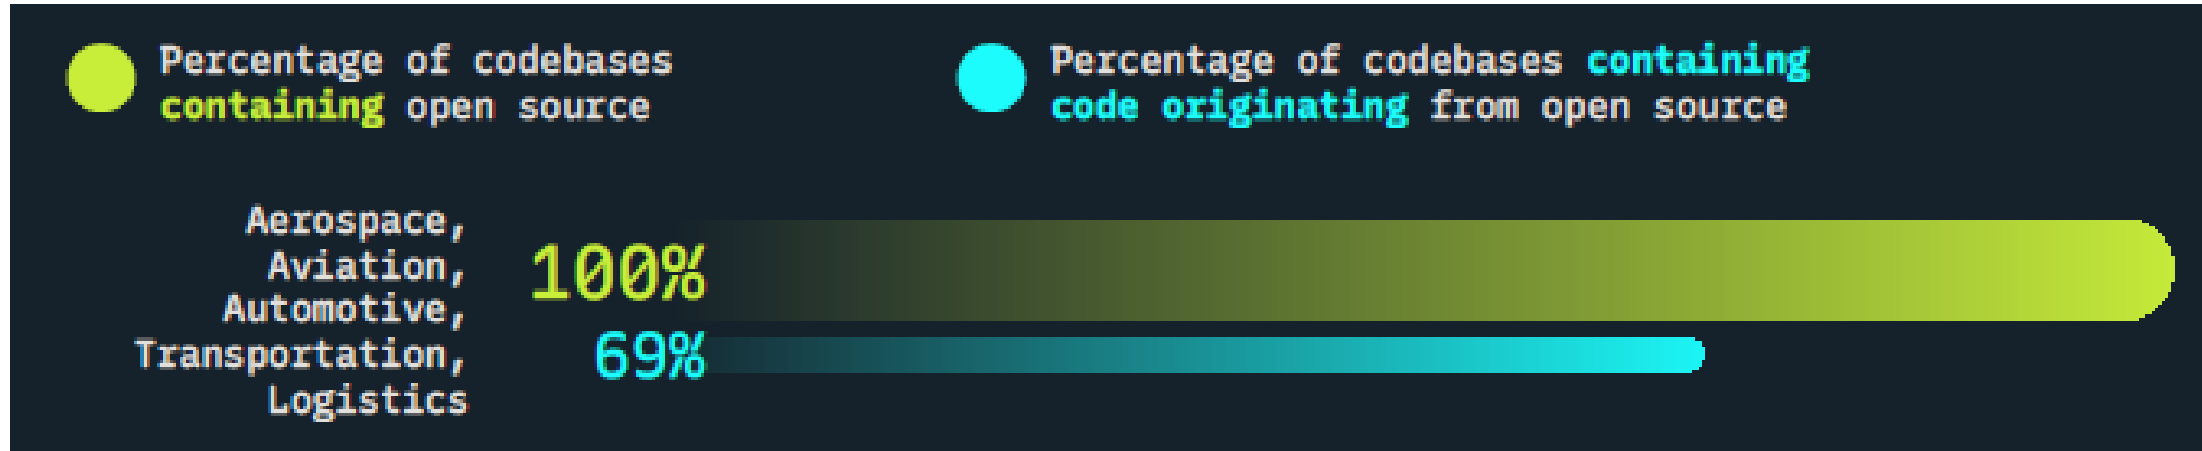 Percentage of codebases
containing open source
Percentage of codebases containing
code originating from open source
Aerospace,
Aviation,
Automotive,
Transportation,
Logistics
100%
69%